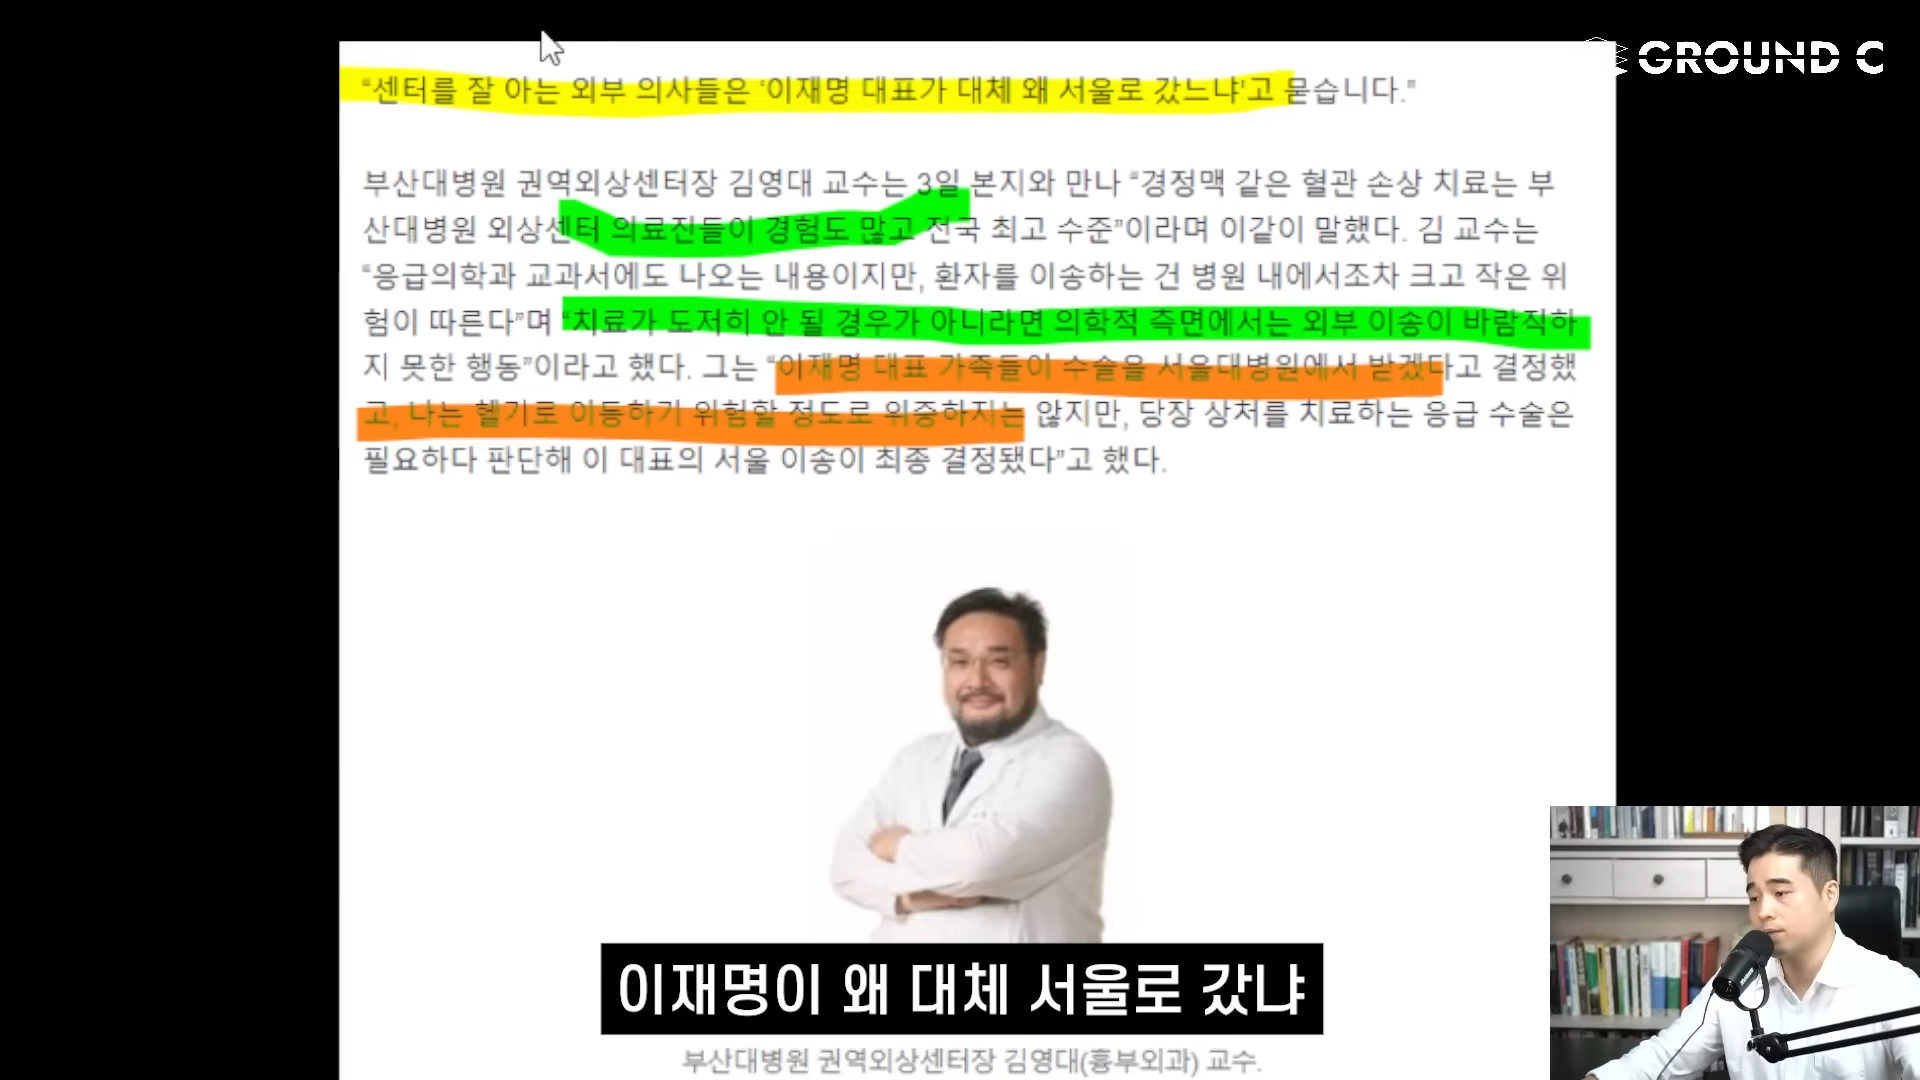 GROUND C
“센터를 잘 아는 외부 의사들은 ‘이재명 대표가 대체 왜 서울로 갔느냐’고 묻습니다.”
부산대병원 권역외상센터장 김영대 교수는 3일 본지와 만나 “경정맥 같은 혈관 손상 치료는 부
산대병원 외상센터 의료진들이 경험도 많고 전국 최고 수준”이라며 이같이 말했다. 김 교수는
“응급의학과 교과서에도 나오는 내용이지만, 환자를 이송하는 건 병원 내에서조차 크고 작은 위
험이 따른다”며 “치료가 도저히 안 될 경우가 아니라면 의학적 측면에서는 외부 이송이 바람직하
지 못한 행동”이라고 했다. 그는 “이재명 대표 가족들이 수술을 서울대병원에서 받겠다고 결정했
고, 나는 헬기로 이동하기 위험할 정도로 위중하지는 않지만, 당장 상처를 치료하는 응급 수술은
필요하다 판단해 이 대표의 서울 이송이 최종 결정됐다”고 했다.
이재명이 왜 대체 서울로 갔냐
부산대병원 권역외상센터장 김영대(흉부외과) 교수.